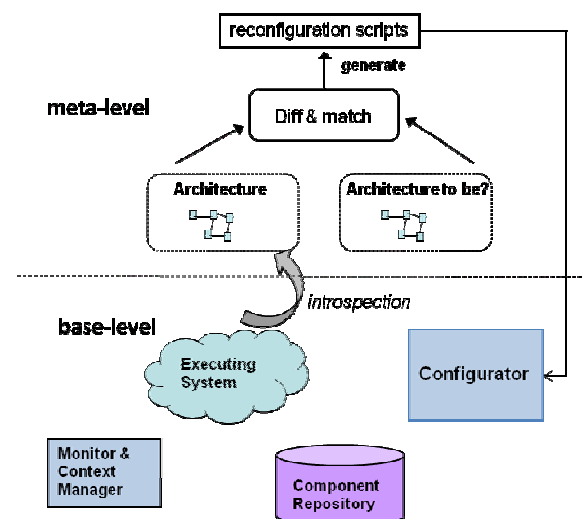 reconfiguration scripts
generate
meta-level
Diff & match
Architecture
Architecture to be?
introspection
base-level
Executing
System
Configurator
Monitor &
Context
Manager
Component
Repository